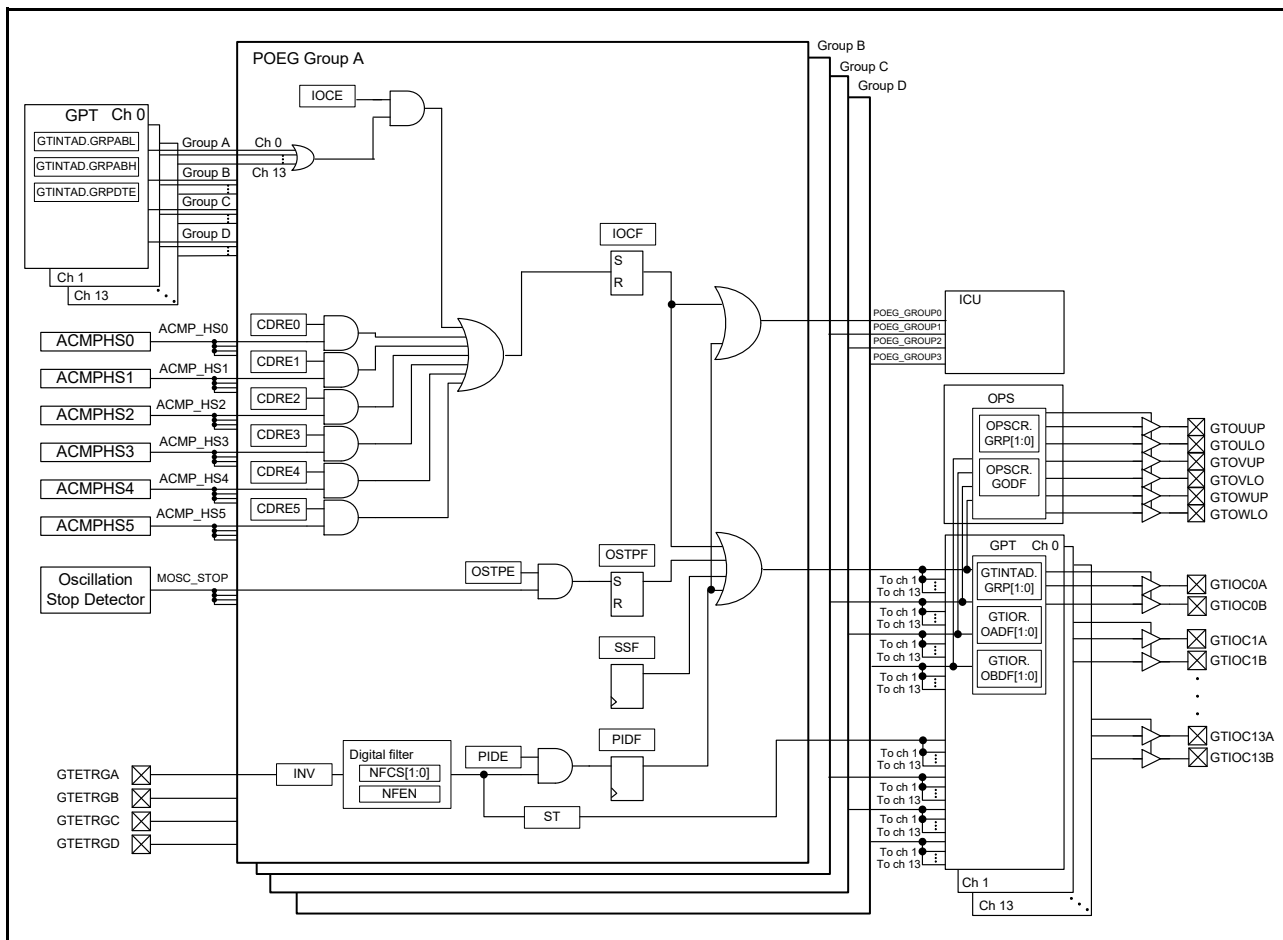 POEG Group A
Group B
Group C
Group D
IOCE
GPT Ch 0
GTINTAD.GRPABL
GTINTAD.GRPABH
GTINTAD.GRPDTE
Ch 1
Ch 13
Group A
Group B
Group C
Group D
Ch 0
Ch 13
IOCF
S
R
ACMPHS0
ACMPHS1
ACMPHS2
ACMPHS3
ACMPHS4
ACMPHS5
ACMP_HS0
ACMP_HS1
ACMP_HS2
ACMP_HS3
ACMP_HS4
ACMP_HS5
CDRE0
CDRE1
CDRE2
CDRE3
CDRE4
CDRE5
POEG_GROUP0
POEG_GROUP1
POEG_GROUP2
POEG_GROUP3
ICU
OPS
OPSCR.
GRP[1:0]
OPSCR.
GODF
GTOUUP
GTOULO
GTOVUP
GTOVLO
GTOWUP
GTOWLO
Oscillation
Stop Detector
MOSC_STOP
OSTPE
OSTPF
S
R
SSF
GPT Ch 0
GTINTAD.
GRP[1:0]
GTIOR.
OADF[1:0]
GTIOR.
OBDF[1:0]
To ch 1
To ch 13
To ch 1
To ch 13
To ch 1
To ch 13
To ch 1
To ch 13
GTIOC0A
GTIOC0B
GTIOC1A
GTIOC1B
GTIOC13A
GTIOC13B
GTETRGA
GTETRGB
GTETRGC
GTETRGD
INV
Digital filter
NFCS[1:0]
NFEN
PIDE
PIDF
ST
To ch 1
To ch 13
To ch 1
To ch 13
To ch 1
To ch 13
To ch 1
To ch 13
Ch 1
Ch 13